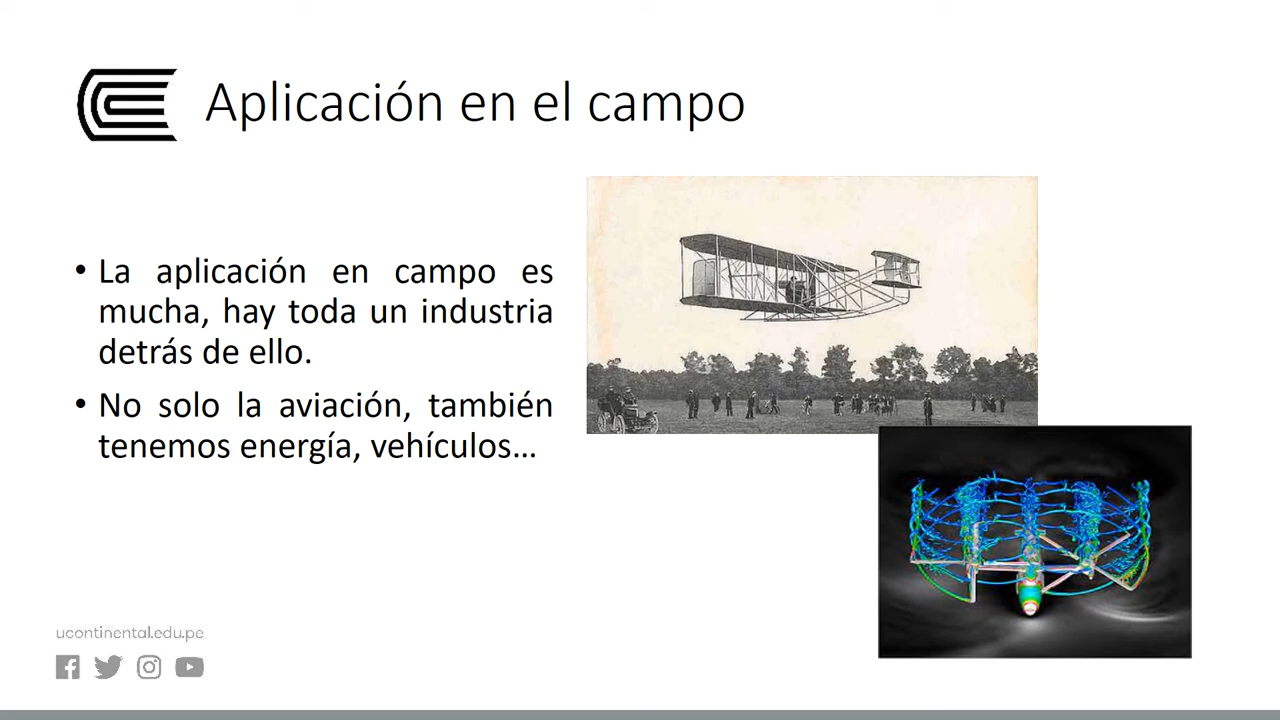 Aplicación en el campo
• La aplicación en campo es
mucha, hay toda un industria
detrás de ello.
• No solo la aviación, también
tenemos energía, vehículos...
ucontinental.edu.pe